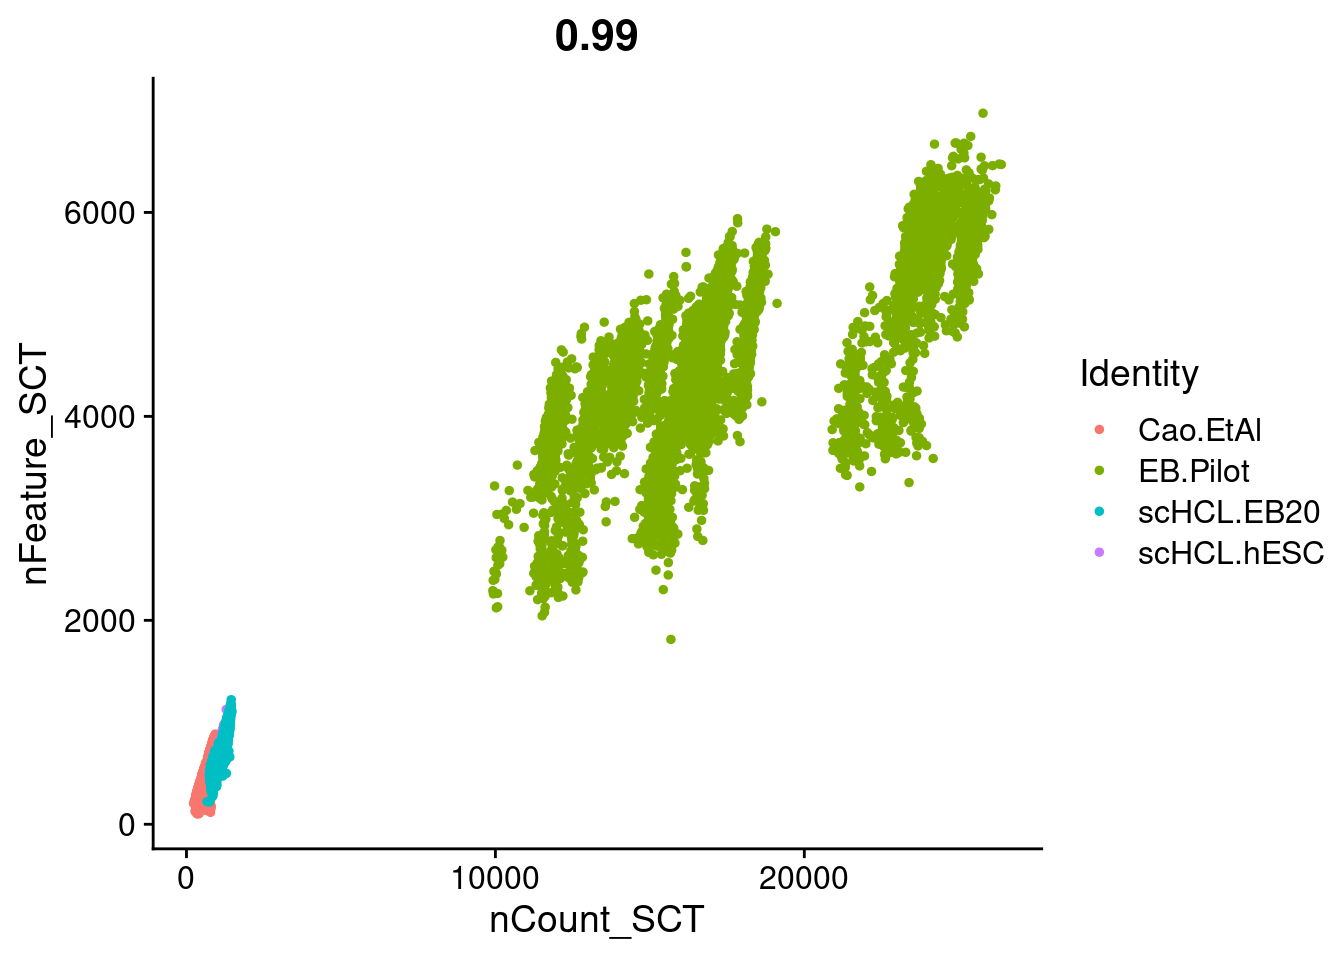 0.99
nFeature_SCT
6000
4000
2000
0
0
10000
20000
nCount_SCT
Identity
Cao.EtAl
EB.Pilot
scHCL.EB20
scHCL.hESC